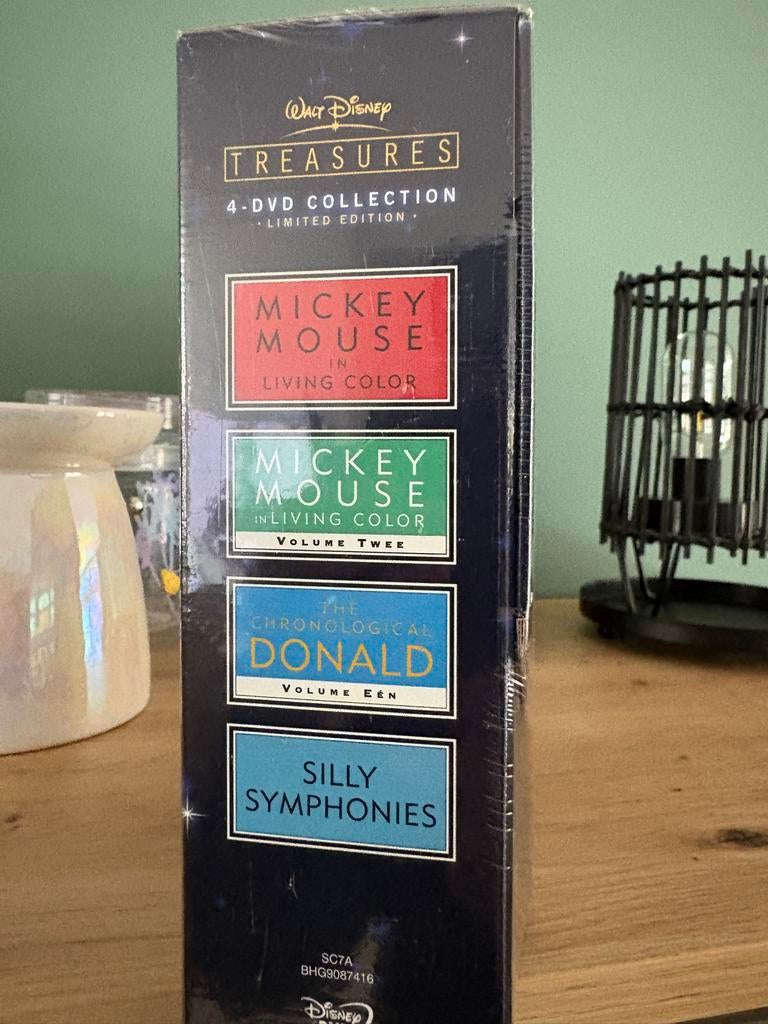 WALT DISNEY
TREASURES
4-DVD COLLECTION
· LIMITED EDITION ·
MICKEY
MOUSE
IN
LIVING COLOR
MICKEY
MOUSE
IN LIVING COLOR
VOLUME TWEE
THE
CHRONOLOGICAL
DONALD
VOLUME EÉN
SILLY
SYMPHONIES
SC7A
BHG9087416
DISNEY